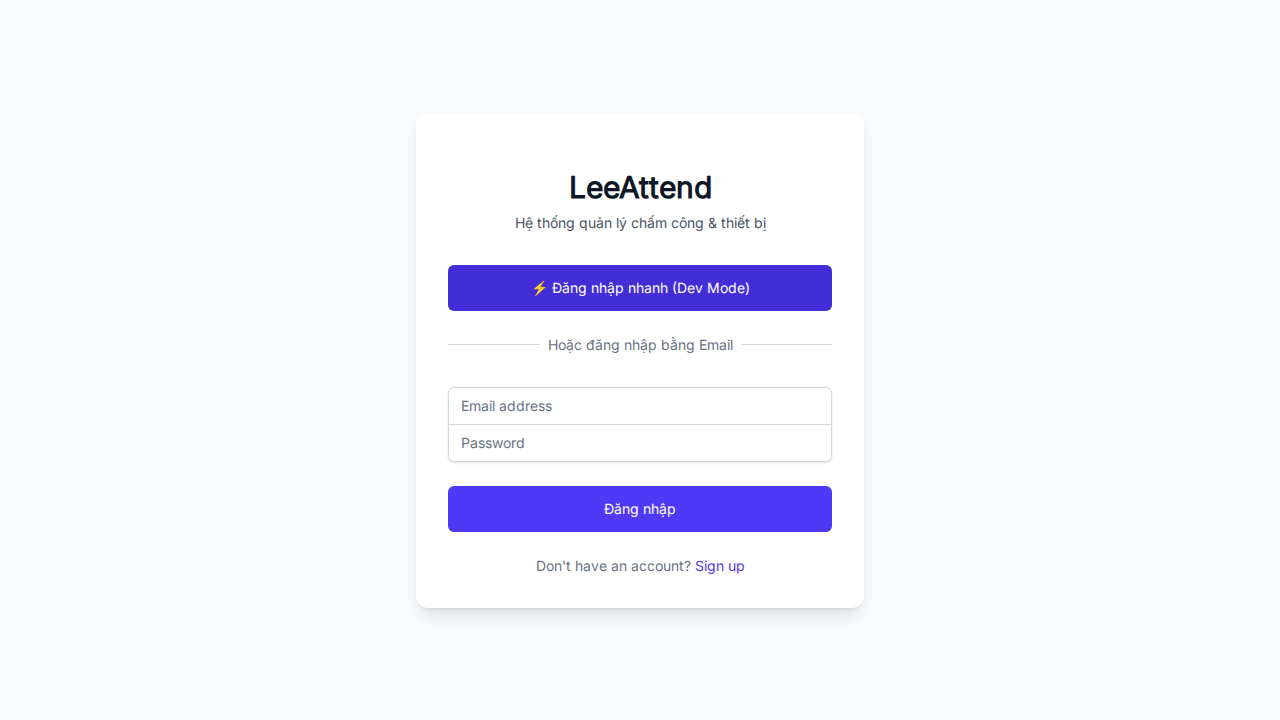 LeeAttend
Hệ thống quản lý chấm công & thiết bị
⚡ Đăng nhập nhanh (Dev Mode)
Hoặc đăng nhập bằng Email
Email address
Password
Đăng nhập
Don't have an account? Sign up